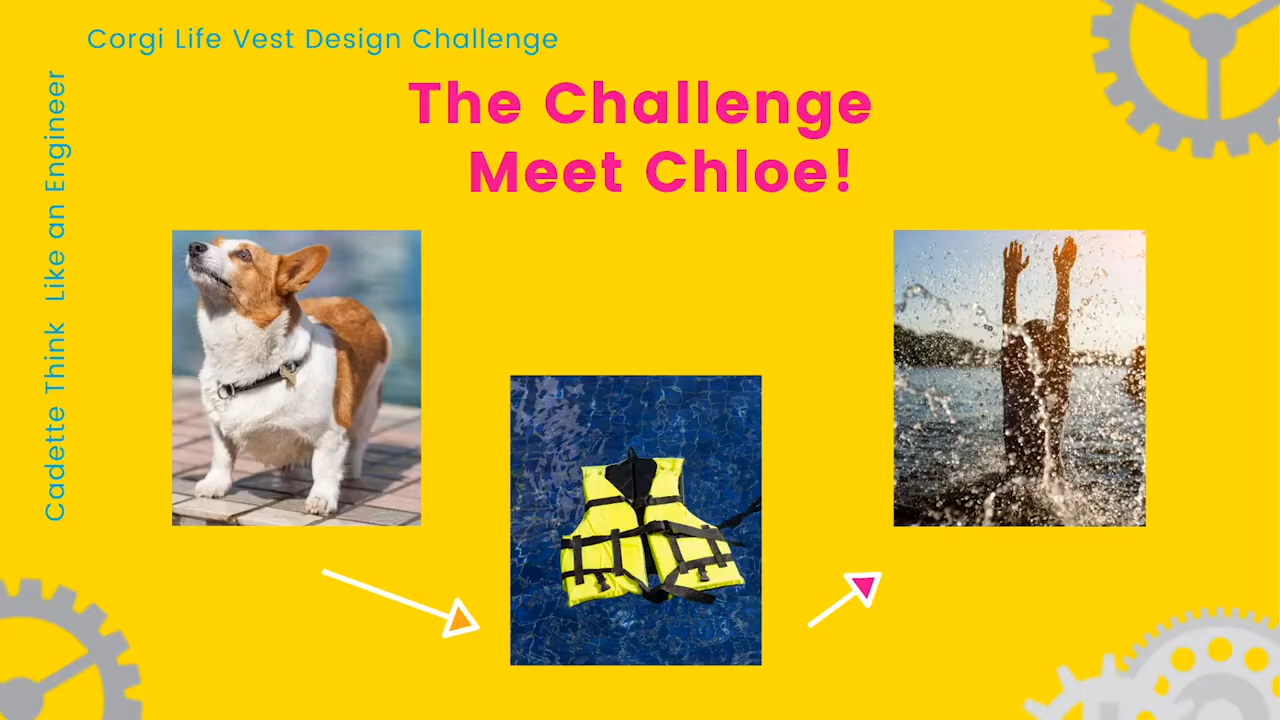 Corgi Life Vest Design Challenge
The Challenge
Meet Chloe!
Cadette Think Like an Engineer